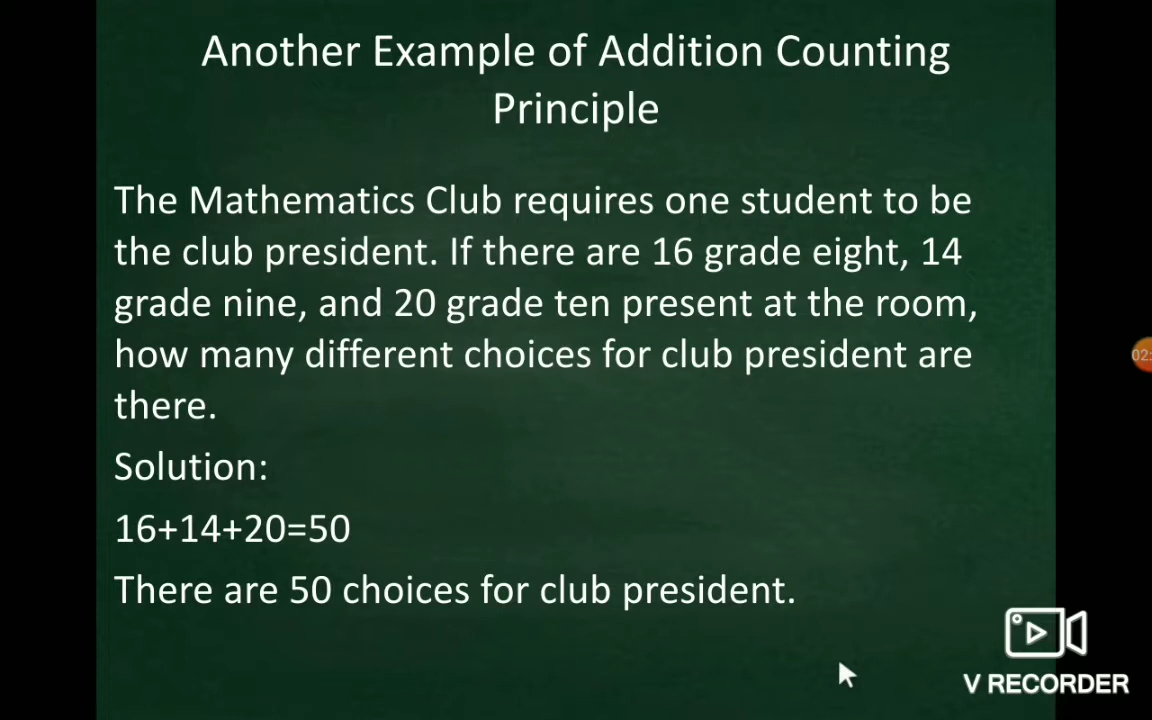 Another Example of Addition Counting
Principle
The Mathematics Club requires one student to be
the club president. If there are 16 grade eight, 14
grade nine, and 20 grade ten present at the room,
how many different choices for club president are
there.
Solution:
16+14+20=50
There are 50 choices for club president.
V RECORDER